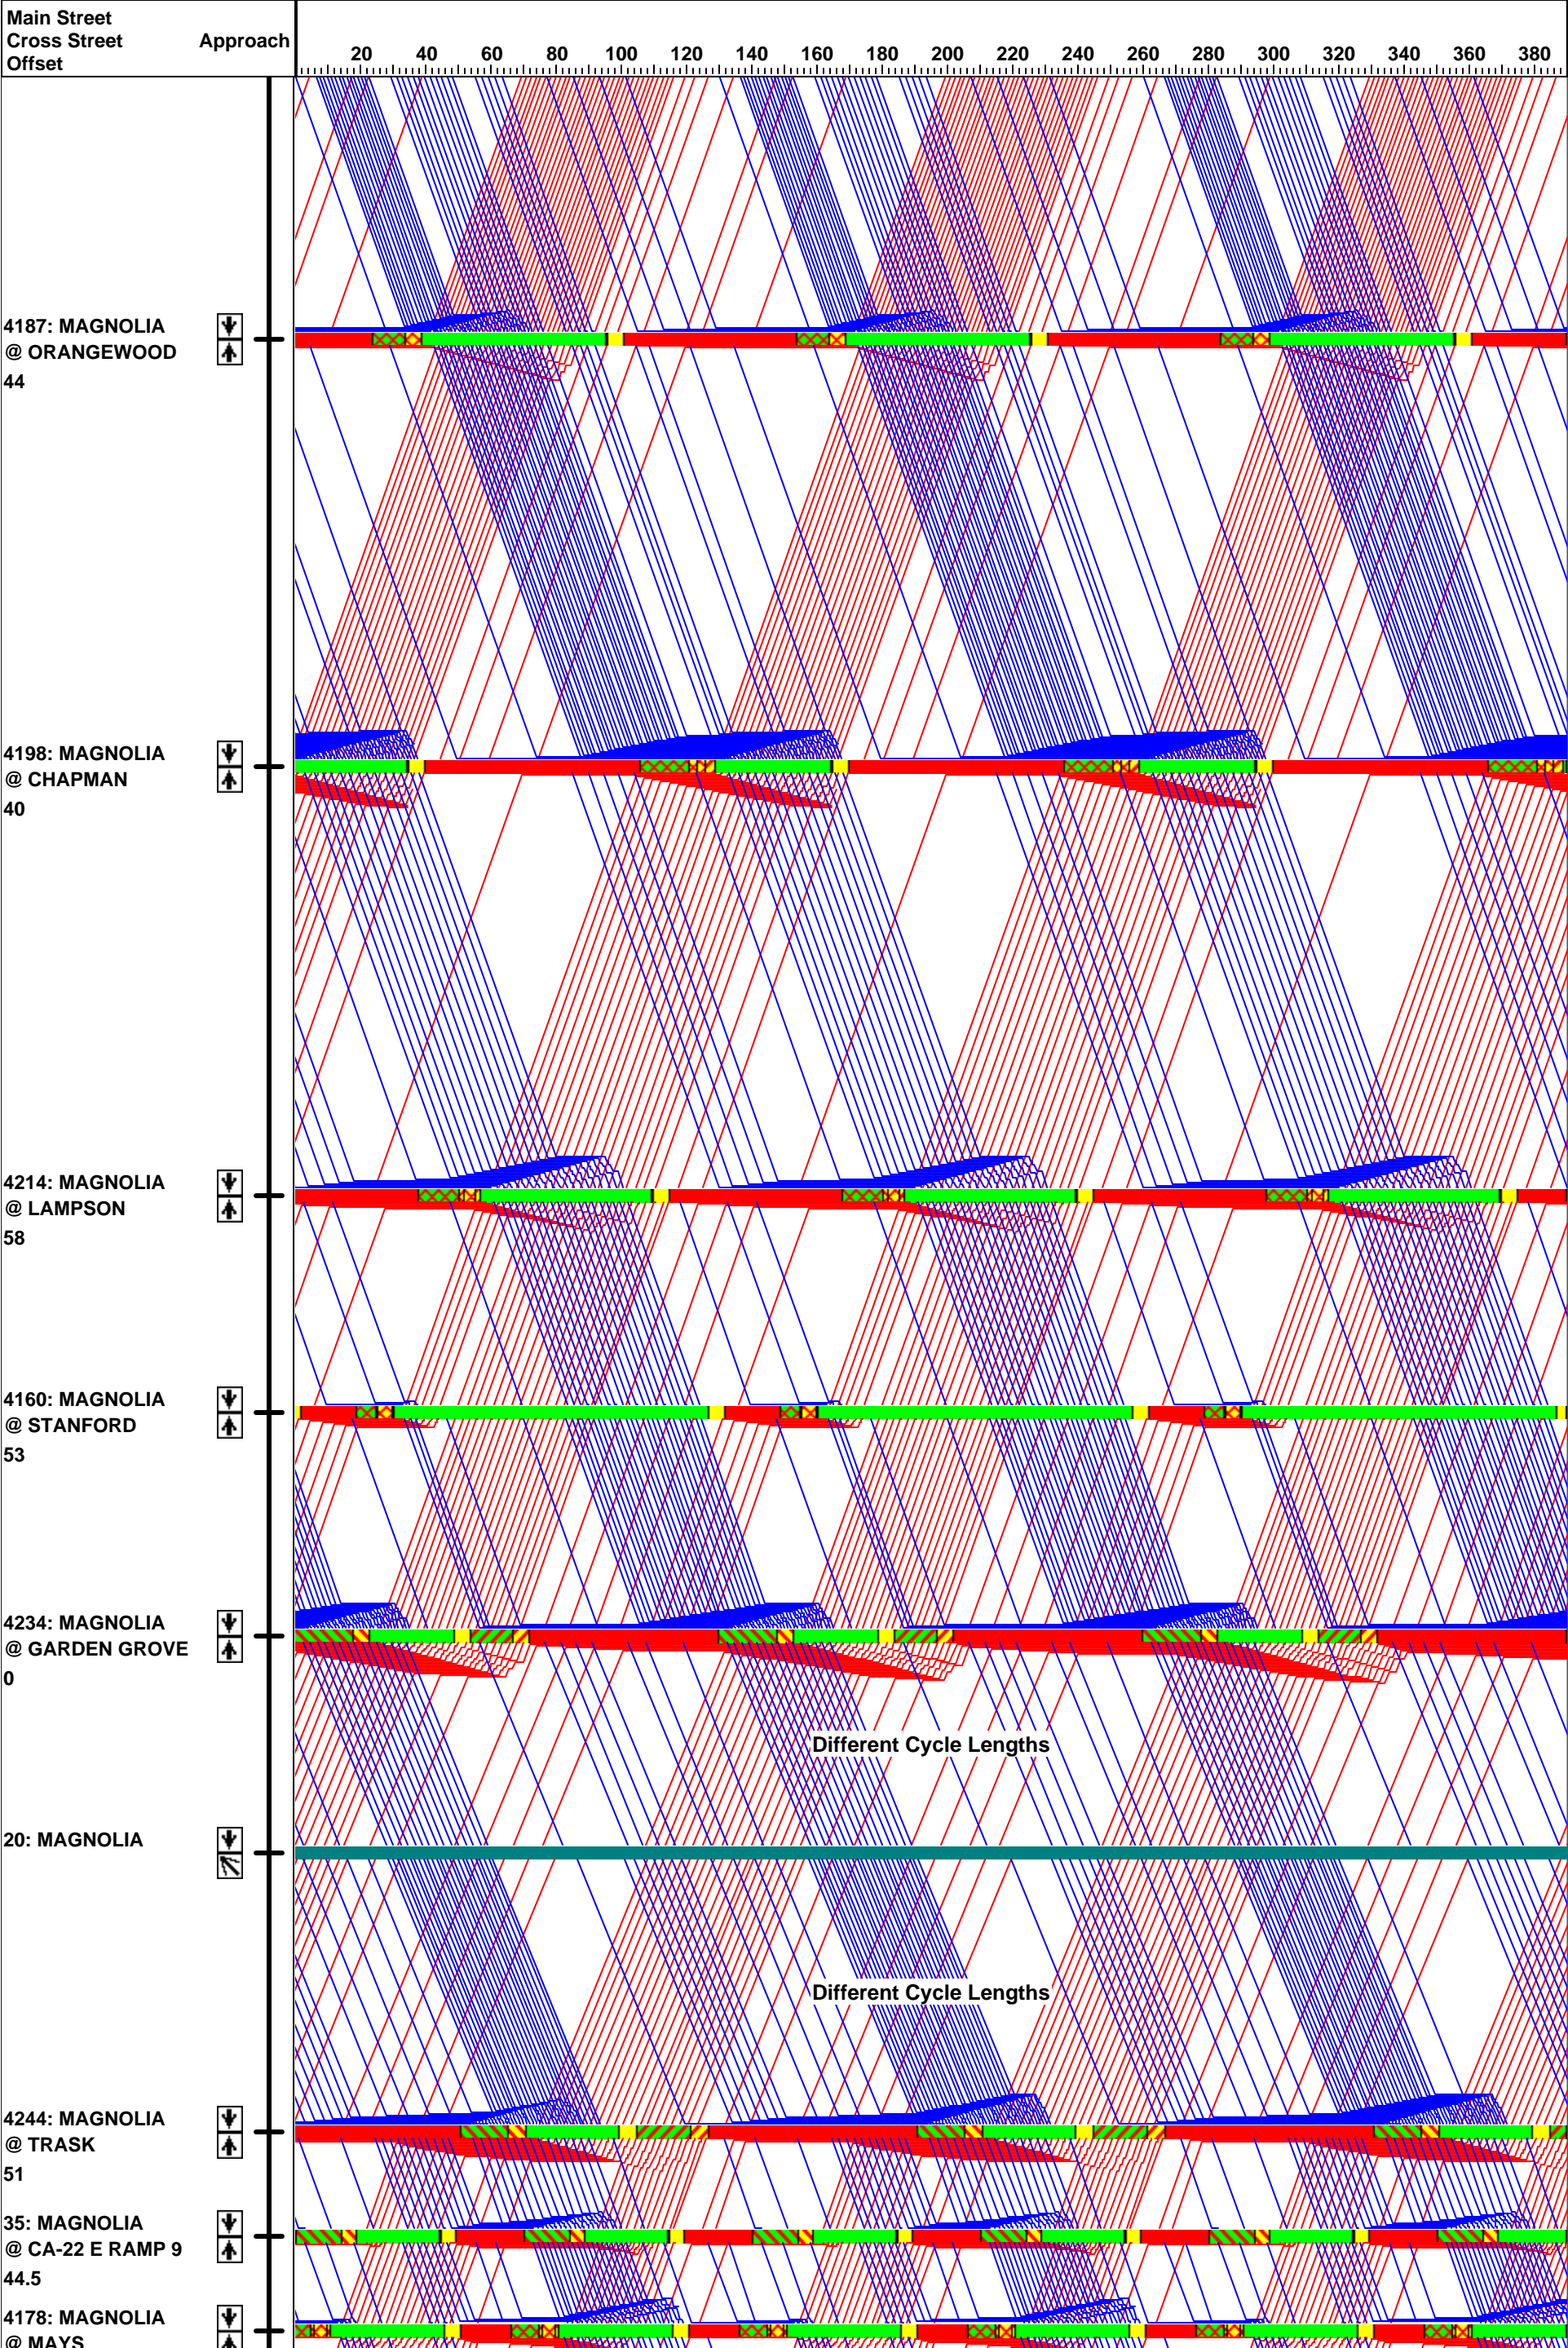 Main Street
Cross Street Approach
Offset
20 40 60 80 100 120 140 160 180 200 220 240 260 280 300 320 340 360 380
4187: MAGNOLIA
@ ORANGEWOOD
44
4198: MAGNOLIA
@ CHAPMAN
40
4214: MAGNOLIA
@ LAMPSON
58
4160: MAGNOLIA
@ STANFORD
53
4234: MAGNOLIA
@ GARDEN GROVE
0
Different Cycle Lengths
20: MAGNOLIA
Different Cycle Lengths
4244: MAGNOLIA
@ TRASK
51
35: MAGNOLIA
@ CA-22 E RAMP 9
44.5
4178: MAGNOLIA
@ MAYS